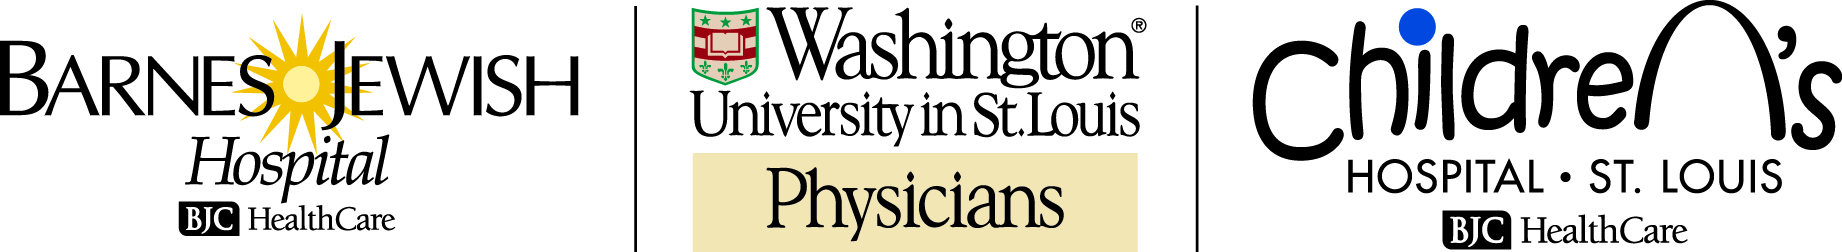 BARNES JEWISH
Hospital
BJC HealthCare
Washington®
University in St. Louis
Physicians
Children's
HOSPITAL • ST. LOUIS
BJC HealthCare